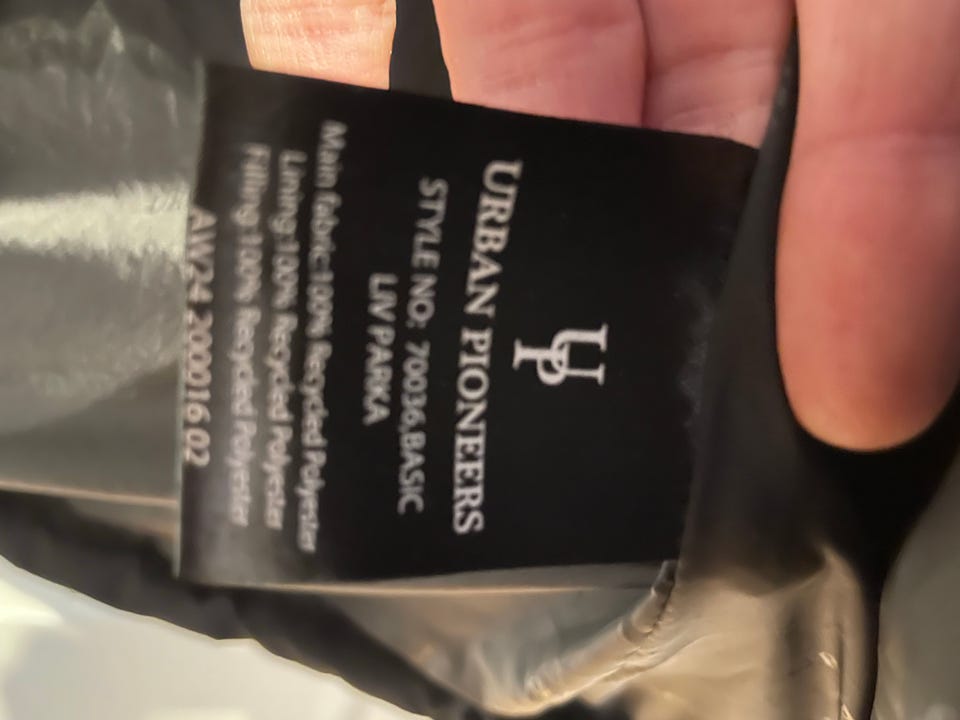 UP
URBAN PIONEERS
STYLE NO: 70036,BASIC
LIV PARKA
Main fabric:100% Recycled Polyester
Lining:100% Recycled Polyester
Filling:100% Recycled Polyester
AW24 200016 02